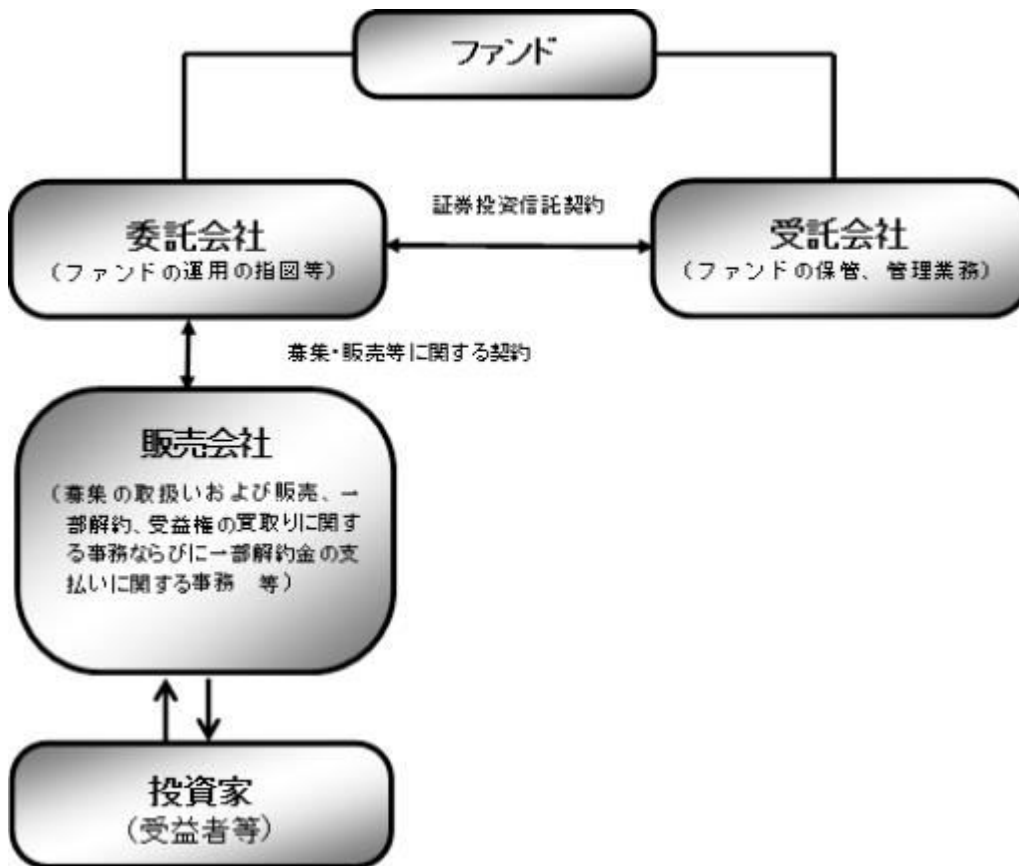 ファンド
委託会社
(ファンドの運用の指図等)
証券投資信託契約
受託会社
(ファンドの保管、管理業務)
募集・販売等に関する契約
販売会社
(募集の取扱いおよび販売、一
部解約、受益権の買取りに関す
る事務ならびに一部解約金の支
払いに関する事務 等)
投資家
(受益者等)